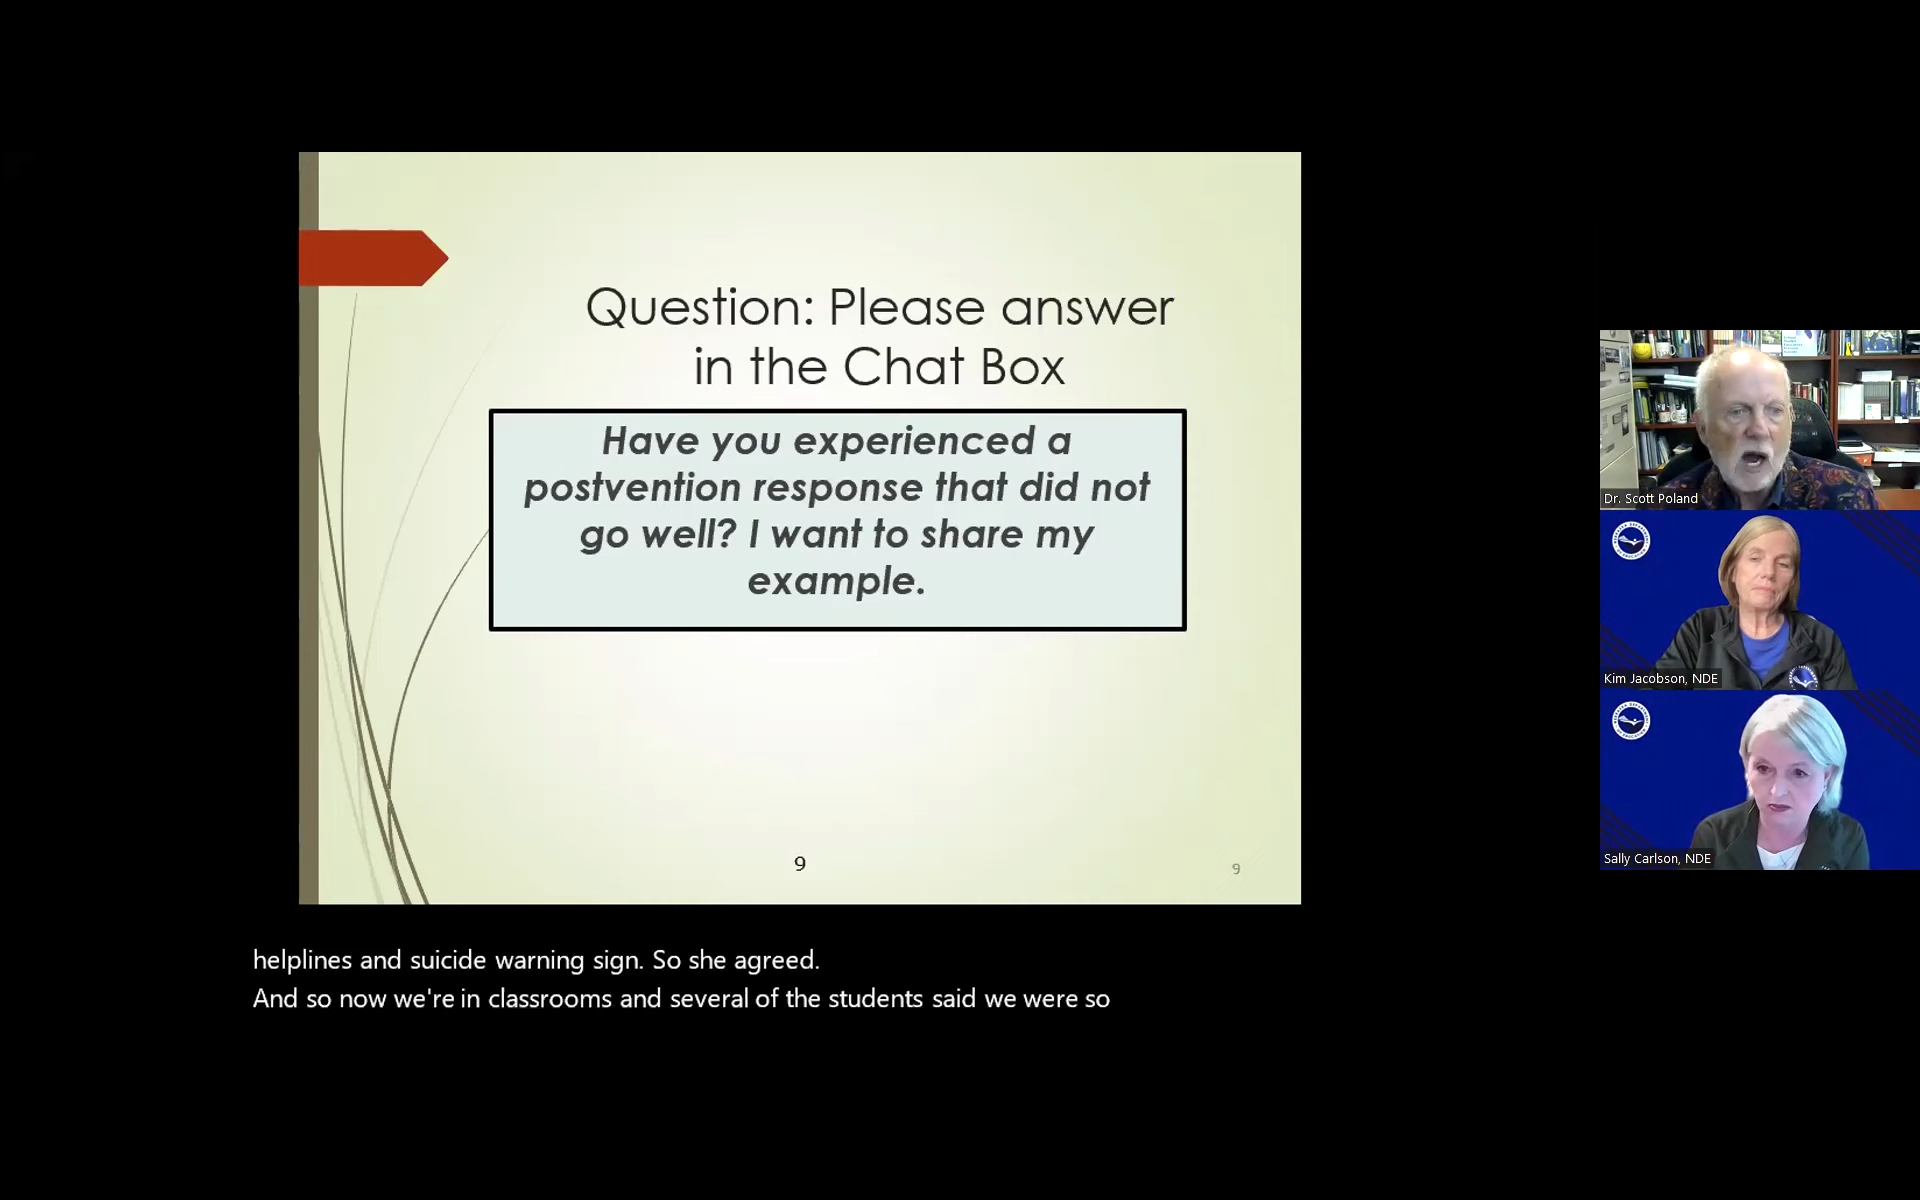 Question: Please answer
in the Chat Box
Have you experienced a
postvention response that did not
go well? I want to share my
example.
9
9
Dr. Scott Poland
Kim Jacobson, NDE
Sally Carlson, NDE
helplines and suicide warning sign. So she agreed.
And so now we're in classrooms and several of the students said we were so